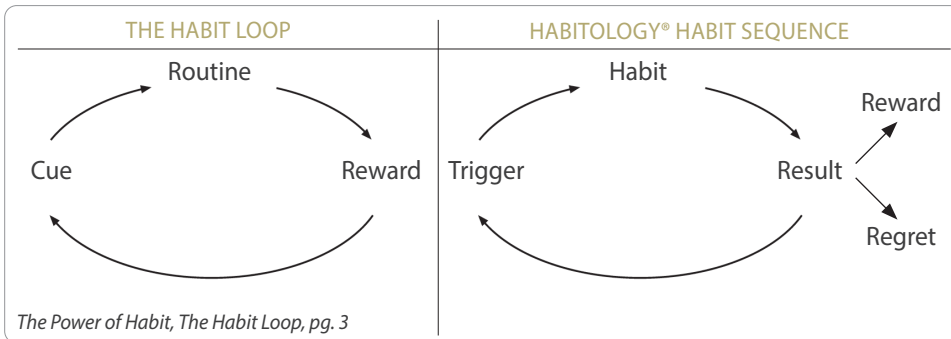 THE HABIT LOOP
Routine
Cue
Reward
The Power of Habit, The Habit Loop, pg. 3
HABITOLOGY® HABIT SEQUENCE
Habit
Trigger
Result
Reward
Regret